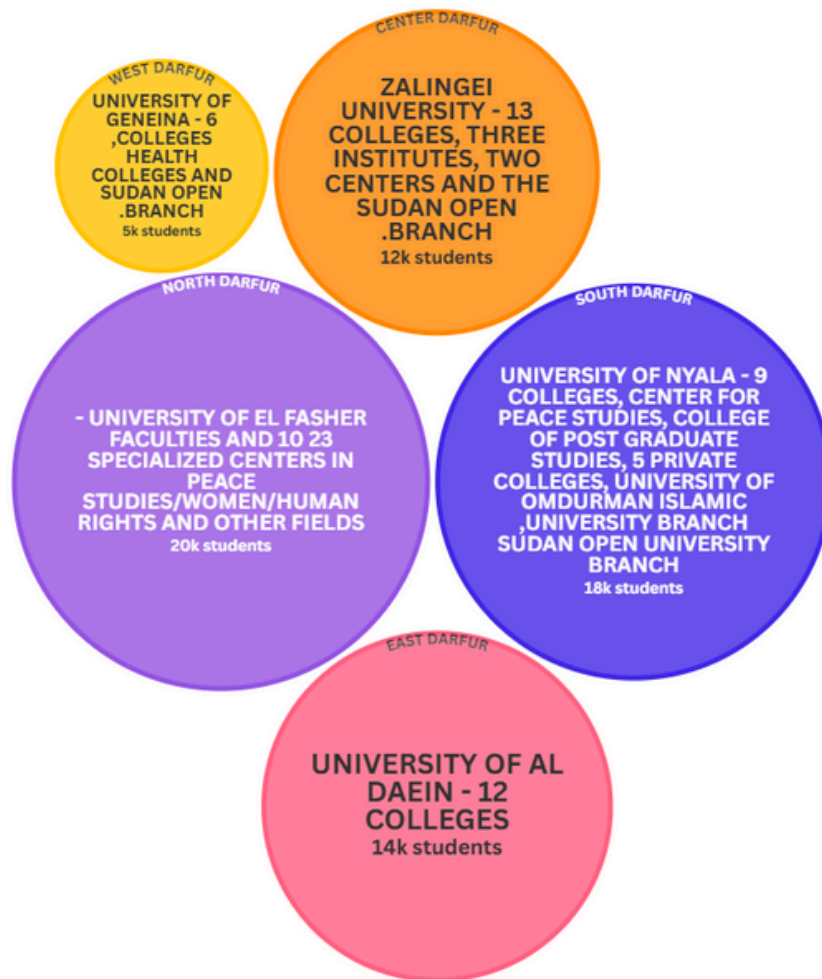 WEST DARFUR
UNIVERSITY OF
GENEINA - 6
,COLLEGES
HEALTH
COLLEGES AND
SUDAN OPEN
.BRANCH
5k students
CENTER DARFUR
ZALINGEI
UNIVERSITY - 13
COLLEGES, THREE
INSTITUTES, TWO
CENTERS AND THE
SUDAN OPEN
.BRANCH
12k students
NORTH DARFUR
- UNIVERSITY OF EL FASHER
FACULTIES AND 10 23
SPECIALIZED CENTERS IN
PEACE
STUDIES/WOMEN/HUMAN
RIGHTS AND OTHER FIELDS
20k students
SOUTH DARFUR
UNIVERSITY OF NYALA - 9
COLLEGES, CENTER FOR
PEACE STUDIES, COLLEGE
OF POST GRADUATE
STUDIES, 5 PRIVATE
COLLEGES, UNIVERSITY OF
OMDURMAN ISLAMIC
,UNIVERSITY BRANCH
SUDAN OPEN UNIVERSITY
BRANCH
18k students
EAST DARFUR
UNIVERSITY OF AL
DAEIN - 12
COLLEGES
14k students